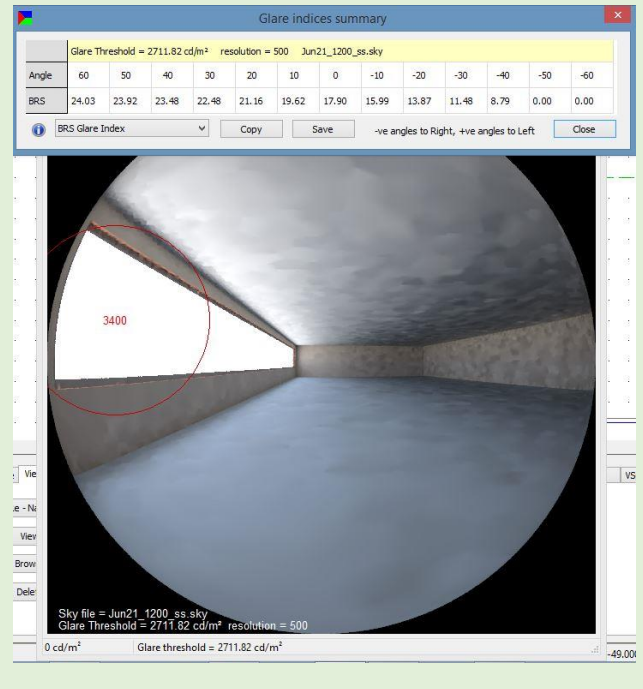 Glare indices summary
Glare Threshold = 2711.82 cd/m² resolution = 500 Jun21_1200_ss.sky
Angle 60 50 40 30 20 10 0 -10 -20 -30 -40 -50 -60
BRS 24.03 23.92 23.48 22.48 21.16 19.62 17.90 15.99 13.87 11.48 8.79 0.00 0.00
BRS Glare Index Copy Save -ve angles to Right, +ve angles to Left Close
3400
Vie
VS
e - Na
View
Brow
Dele
Sky file = Jun21_1200_ss.sky
Glare Threshold = 2711.82 cd/m² resolution = 500
0 cd/m² Glare threshold = 2711.82 cd/m²
-49.000